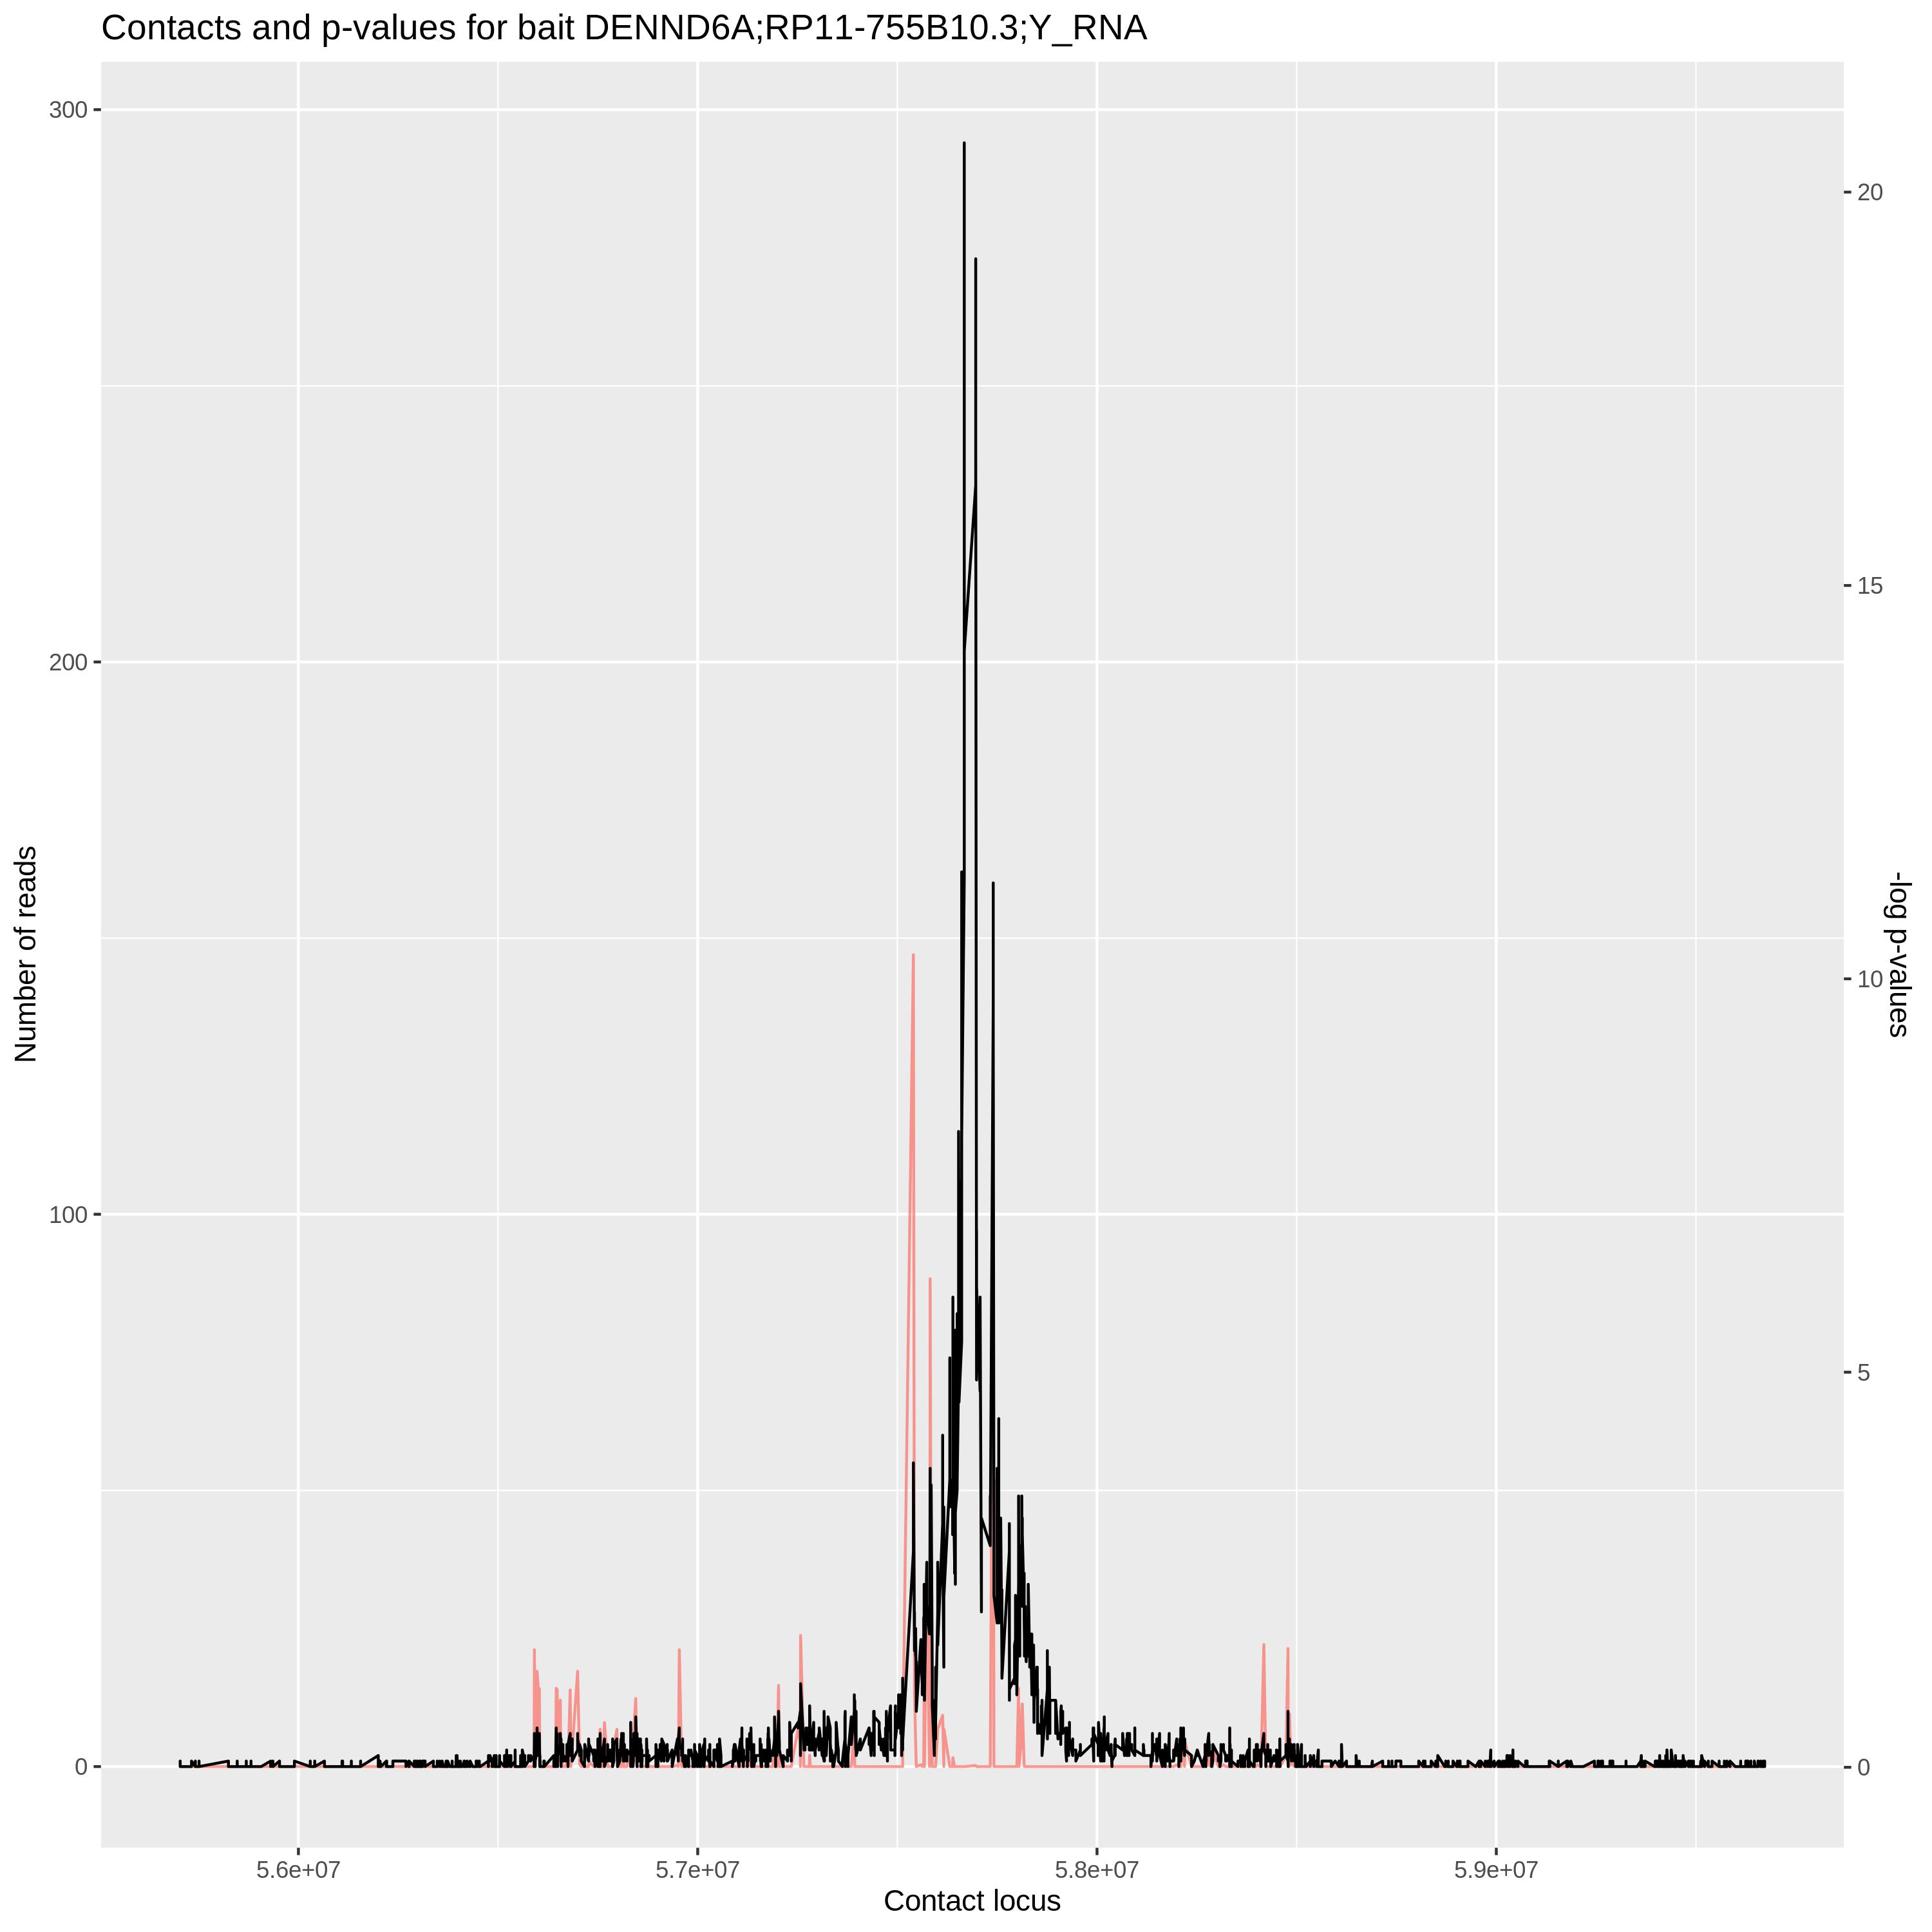 Contacts and p-values for bait DENND6A;RP11-755B10.3;Y_RNA
300
200
100
0
Number of reads
20
15
10
5
0
-log p-values
5.6e+07
5.7e+07
5.8e+07
5.9e+07
Contact locus